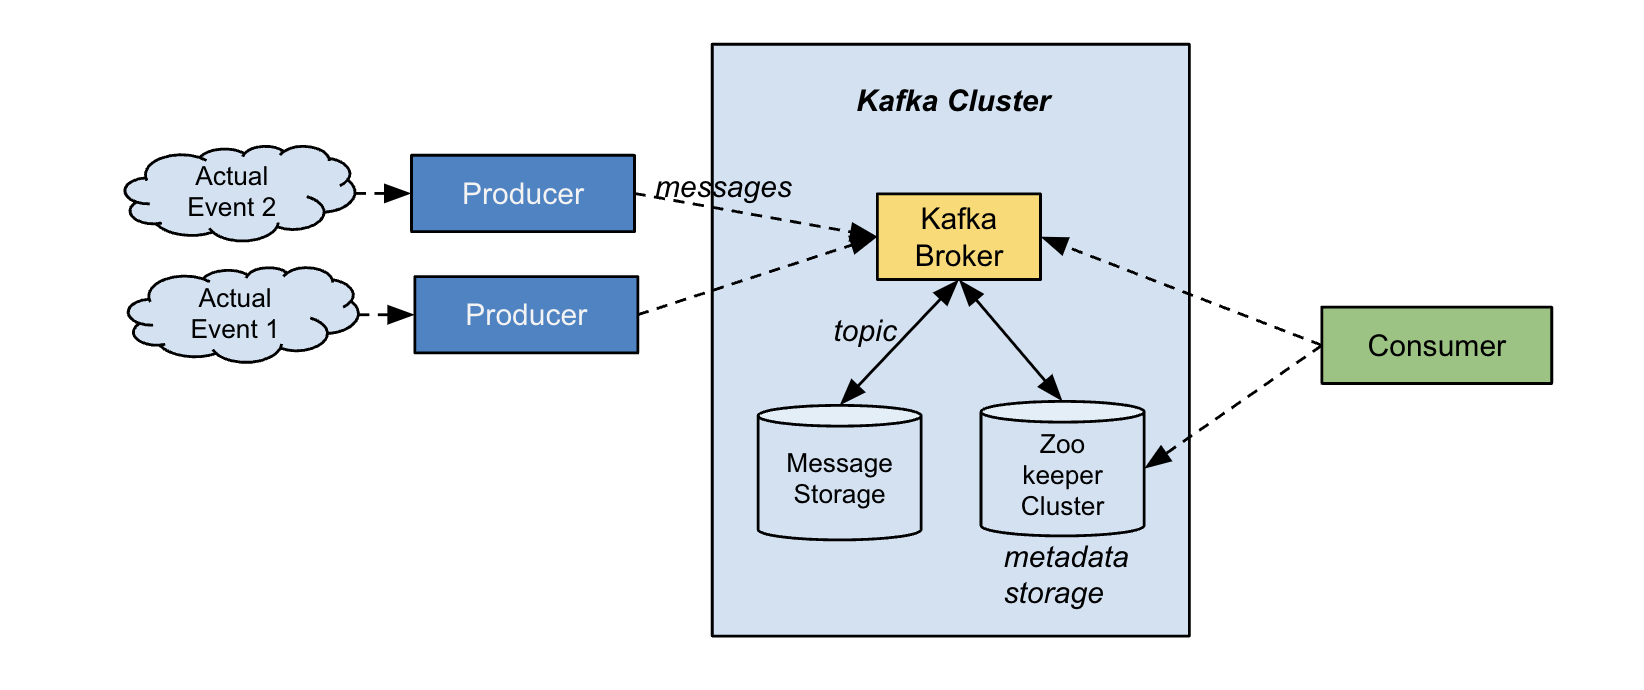 Kafka Cluster
Actual
Event 2
Producer
messages
Kafka
Broker
Actual
Event 1
Producer
topic
Consumer
Message
Storage
Zoo
keeper
Cluster
metadata
storage